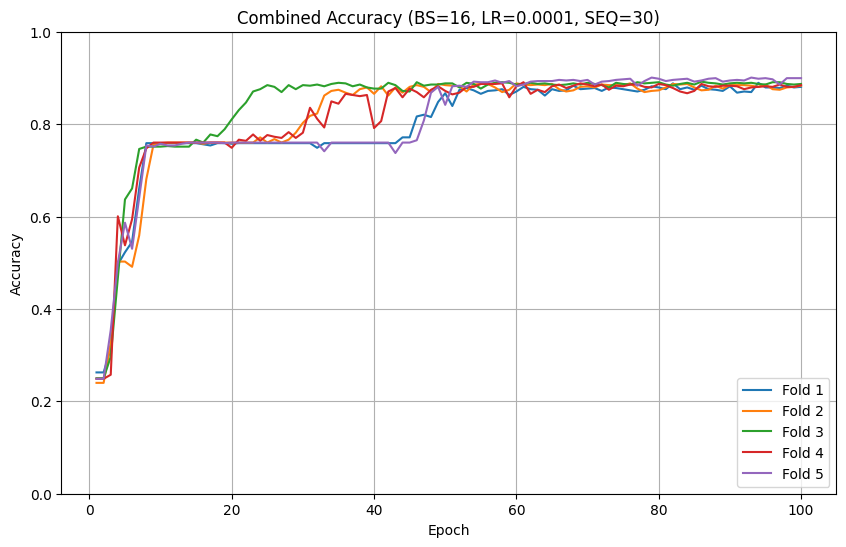 Combined Accuracy (BS=16, LR=0.0001, SEQ=30)
Accuracy
1.0
0.8
0.6
0.4
0.2
0.0
0
20
40
60
80
100
Epoch
Fold 1
Fold 2
Fold 3
Fold 4
Fold 5